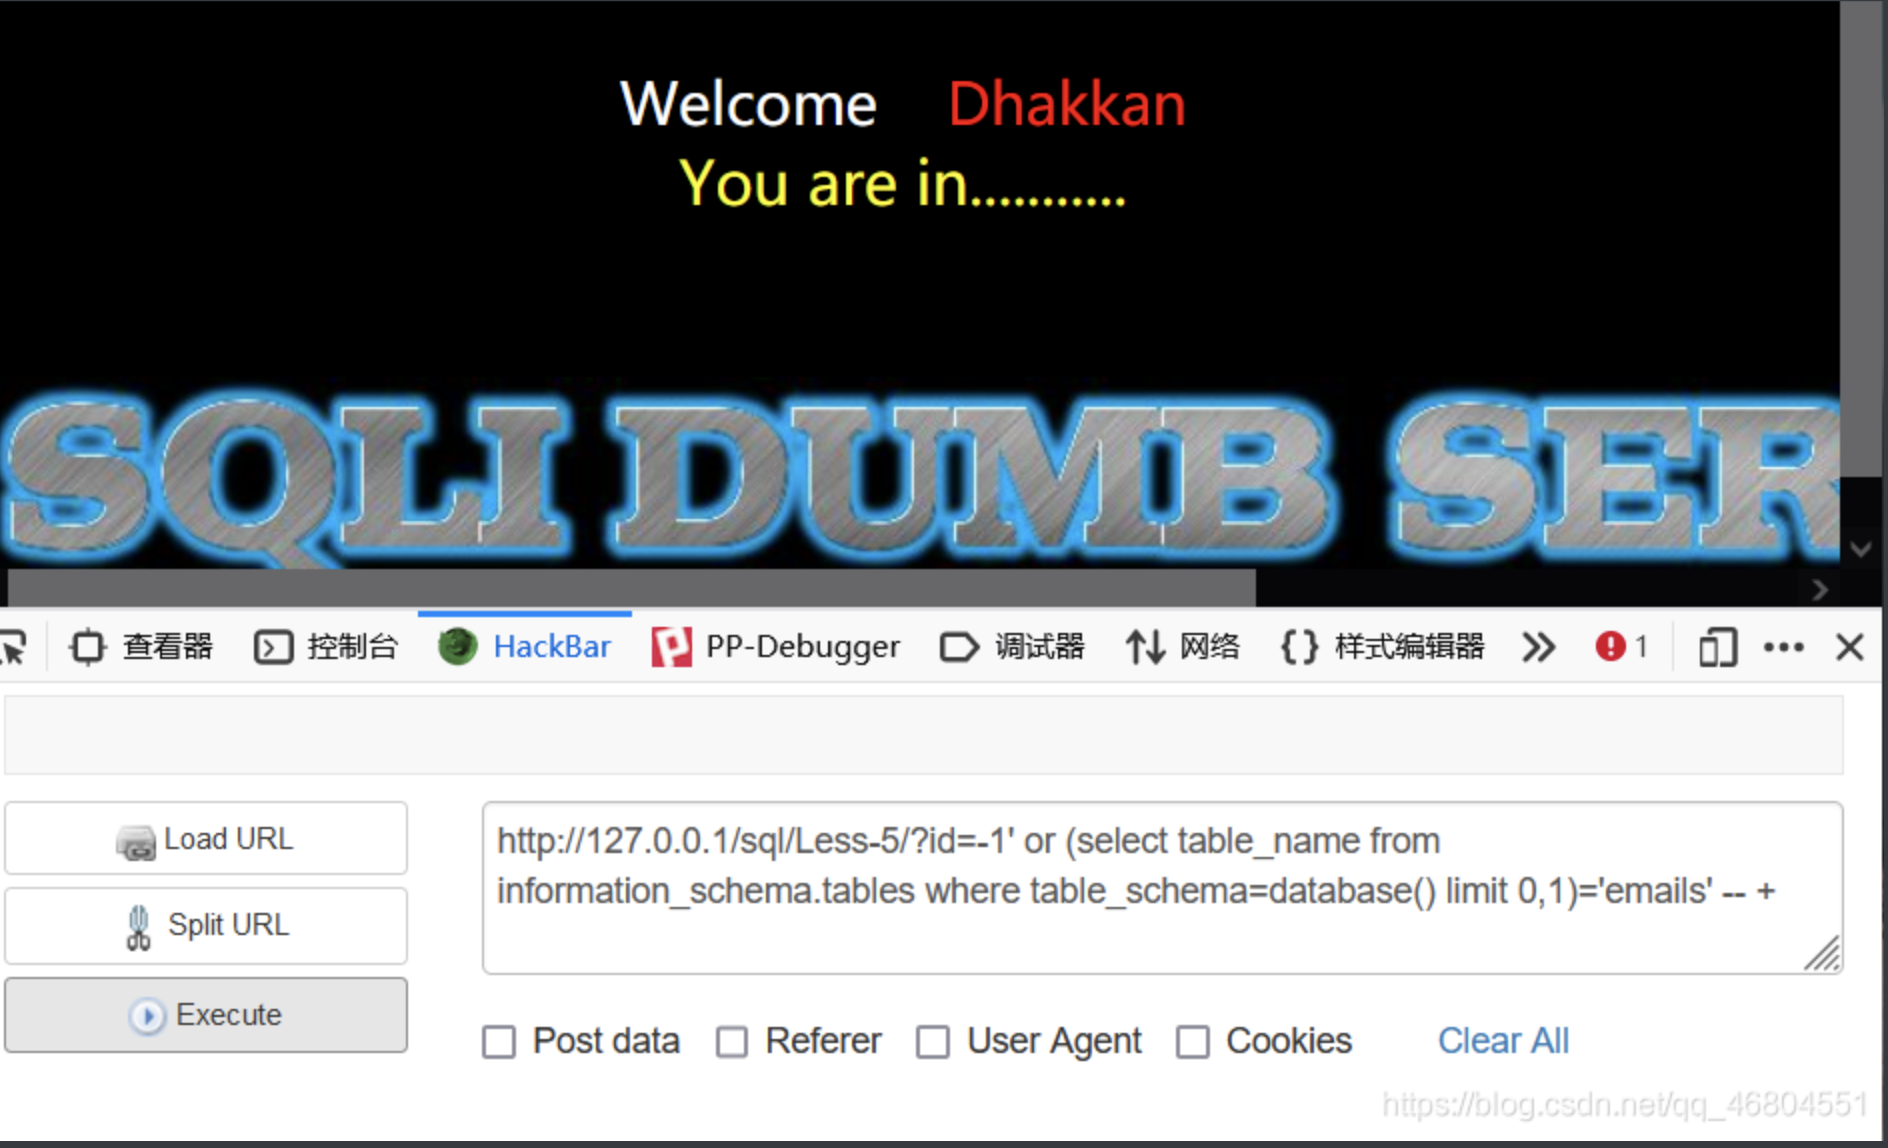 Welcome Dhakkan
You are in...........
SQLI DUMB SER
查看器 控制台 HackBar PP-Debugger 调试器 网络 样式编辑器 1
Load URL
Split URL
Execute
http://127.0.0.1/sql/Less-5/?id=-1' or (select table_name from
information_schema.tables where table_schema=database() limit 0,1)='emails' -- +
Post data Referer User Agent Cookies Clear All
https://blog.csdn.net/qq_46804551